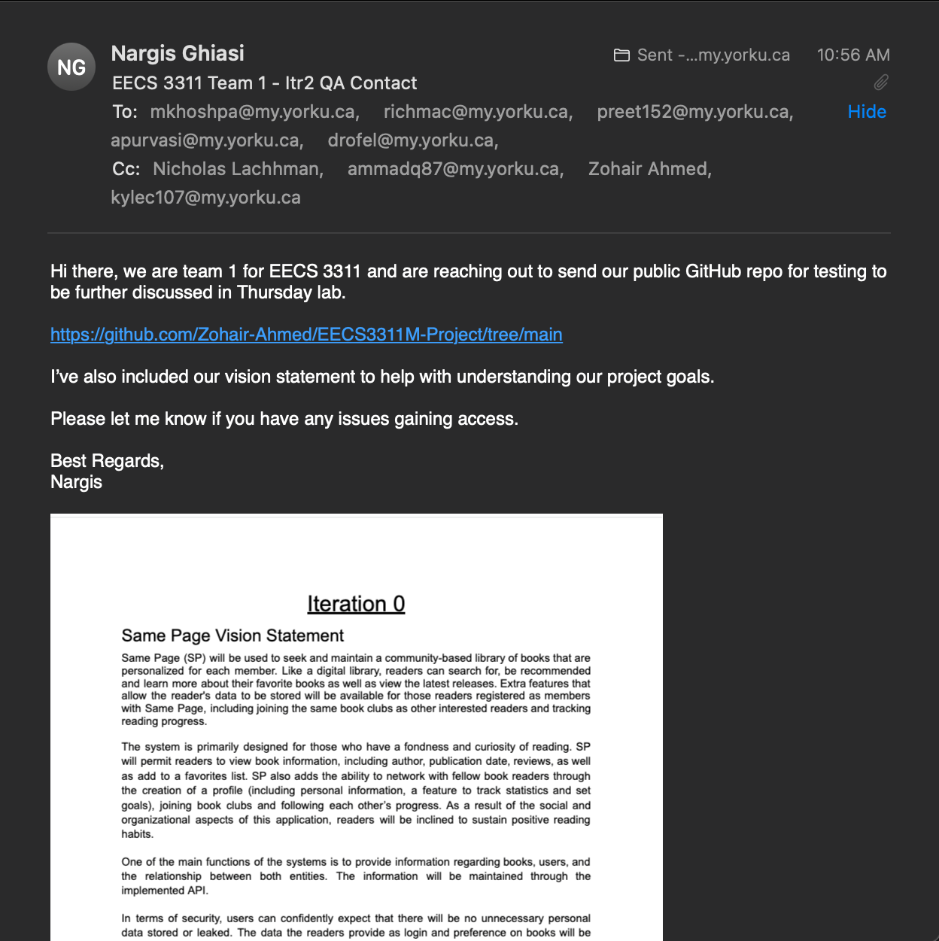 NG
Nargis Ghiasi
Sent -...my.yorku.ca 10:56 AM
EECS 3311 Team 1 - Itr2 QA Contact
To: mkhoshpa@my.yorku.ca, richmac@my.yorku.ca, preet152@my.yorku.ca, Hide
apurvasi@my.yorku.ca, drofel@my.yorku.ca,
Cc: Nicholas Lachhman, ammadq87@my.yorku.ca, Zohair Ahmed,
kylec107@my.yorku.ca
Hi there, we are team 1 for EECS 3311 and are reaching out to send our public GitHub repo for testing to
be further discussed in Thursday lab.
https://github.com/Zohair-Ahmed/EECS3311M-Project/tree/main
I've also included our vision statement to help with understanding our project goals.
Please let me know if you have any issues gaining access.
Best Regards,
Nargis
Iteration 0
Same Page Vision Statement
Same Page (SP) will be used to seek and maintain a community-based library of books that are
personalized for each member. Like a digital library, readers can search for, be recommended
and learn more about their favorite books as well as view the latest releases. Extra features that
allow the reader's data to be stored will be available for those readers registered as members
with Same Page, including joining the same book clubs as other interested readers and tracking
reading progress.
The system is primarily designed for those who have a fondness and curiosity of reading. SP
will permit readers to view book information, including author, publication date, reviews, as well
as add to a favorites list. SP also adds the ability to network with fellow book readers through
the creation of a profile (including personal information, a feature to track statistics and set
goals), joining book clubs and following each other's progress. As a result of the social and
organizational aspects of this application, readers will be inclined to sustain positive reading
habits.
One of the main functions of the systems is to provide information regarding books, users, and
the relationship between both entities. The information will be maintained through the
implemented API.
In terms of security, users can confidently expect that there will be no unnecessary personal
data stored or leaked. The data the readers provide as login and preference on books will be